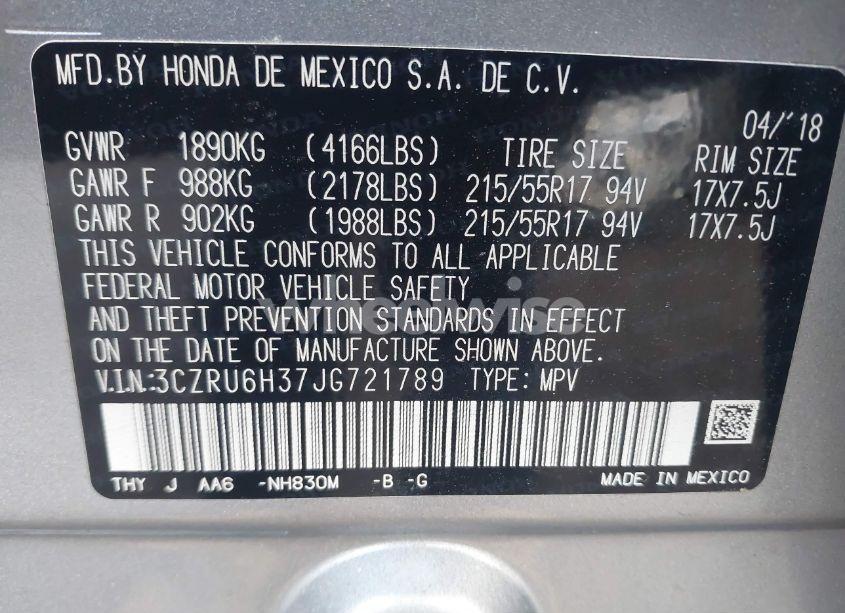 MFD.BY HONDA DE MEXICO S.A. DE C.V.
04/'18
GVWR 1890KG (4166LBS) TIRE SIZE RIM SIZE
GAWR F 988KG (2178LBS) 215/55R17 94V 17X7.5J
GAWR R 902KG (1988LBS) 215/55R17 94V 17X7.5J
THIS VEHICLE CONFORMS TO ALL APPLICABLE
FEDERAL MOTOR VEHICLE SAFETY
AND THEFT PREVENTION STANDARDS IN EFFECT
ON THE DATE OF MANUFACTURE SHOWN ABOVE.
V.I.N.:3CZRU6H37JG721789 TYPE: MPV
THY J AA6 -NH830M -B -G MADE IN MEXICO